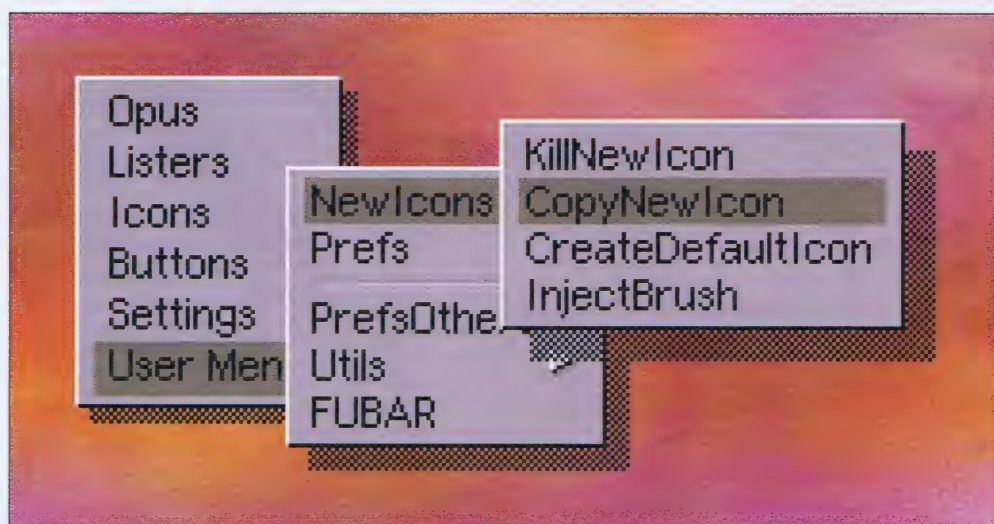 Opus
Listers
Icons
Buttons
Settings
User Men
NewIcons
Prefs
PrefsOthe
Utils
FUBAR
KillNewIcon
CopyNewIcon
CreateDefaultIcon
InjectBrush